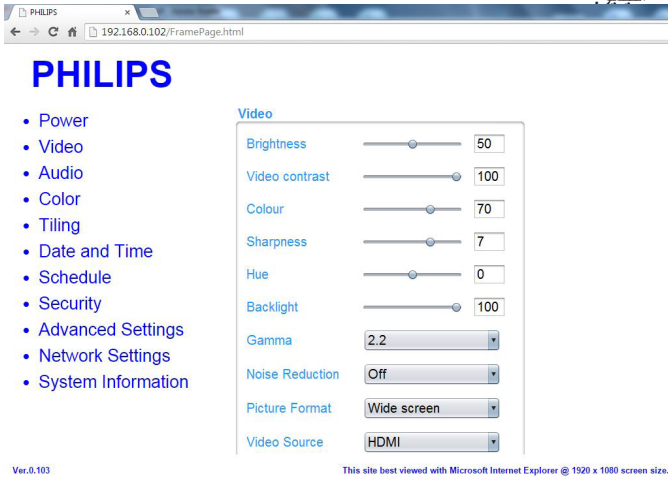 PHILIPS
192.168.0.102/FramePage.html
PHILIPS
Power
Video
Audio
Color
Tiling
Date and Time
Schedule
Security
Advanced Settings
Network Settings
System Information
Video
Brightness 50
Video contrast 100
Colour 70
Sharpness 7
Hue 0
Backlight 100
Gamma 2.2
Noise Reduction Off
Picture Format Wide screen
Video Source HDMI
Ver.0.103 This site best viewed with Microsoft Internet Explorer @ 1920 x 1080 screen size.